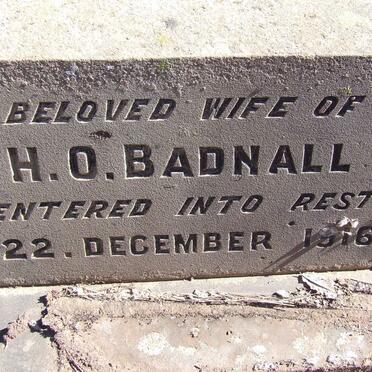 BELOVED WIFE OF
H.O. BADNALL
ENTERED INTO REST
22. DECEMBER 1916